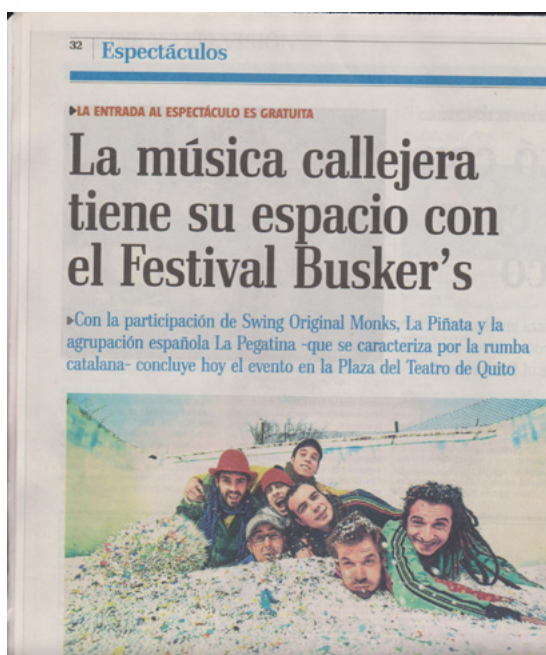 32 Espectáculos
▶LA ENTRADA AL ESPECTÁCULO ES GRATUITA
La música callejera
tiene su espacio con
el Festival Busker's
▶Con la participación de Swing Original Monks, La Piñata y la
agrupación española La Pegatina -que se caracteriza por la rumba
catalana- concluye hoy el evento en la Plaza del Teatro de Quito